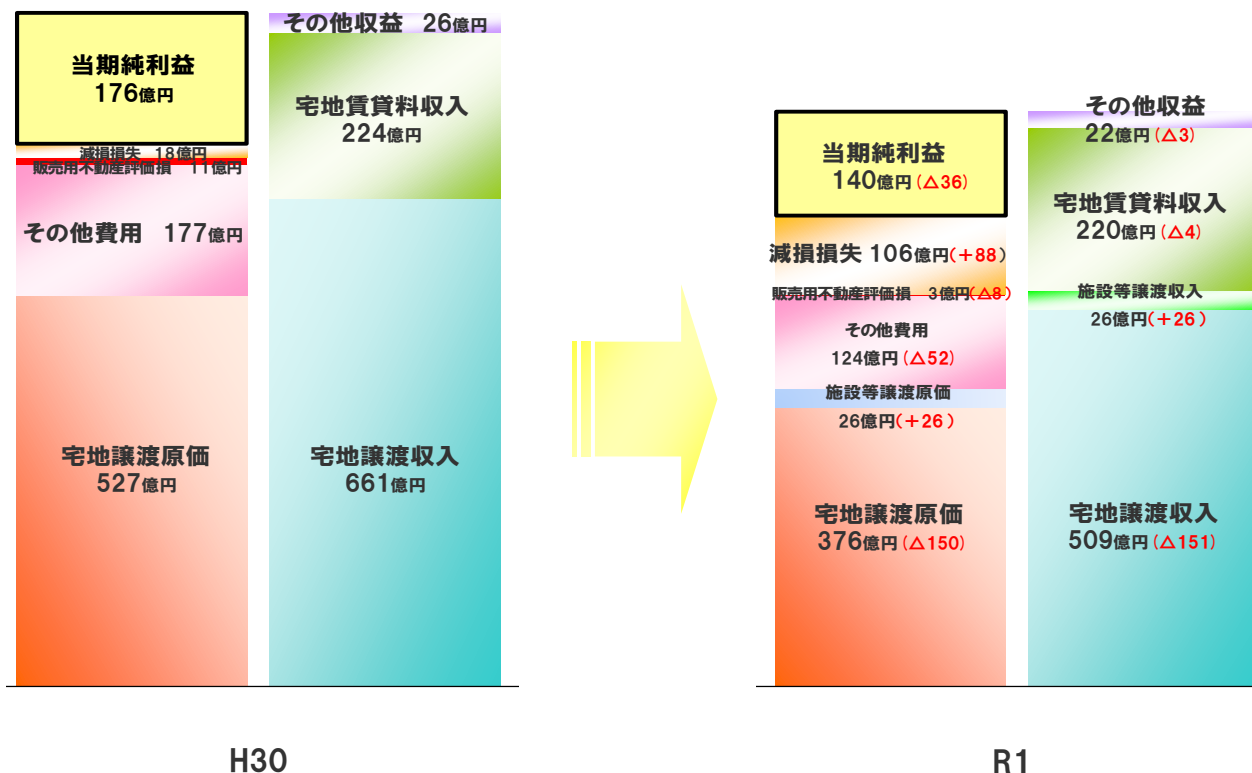 その他収益 26億円
当期純利益
176億円
宅地賃貸料収入
224億円
減損損失 18億円
販売用不動産評価損 11億円
その他費用 177億円
宅地譲渡原価
527億円
宅地譲渡収入
661億円
H30
その他収益
22億円(△3)
当期純利益
140億円(△36)
宅地賃貸料収入
220億円(△4)
減損損失 106億円(+88)
販売用不動産評価損 3億円(△8)
施設等譲渡収入
26億円(+26)
その他費用
124億円(△52)
施設等譲渡原価
26億円(+26)
宅地譲渡原価
376億円(△150)
宅地譲渡収入
509億円(△151)
R1